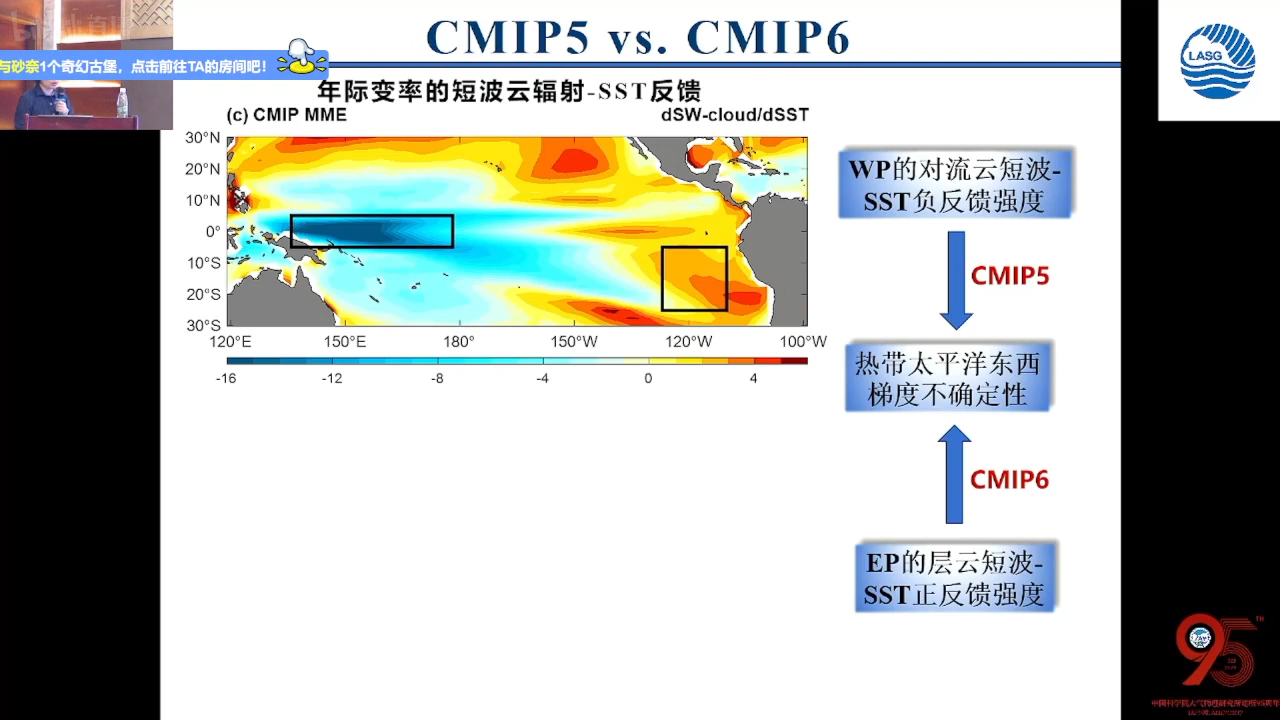 CMIP5 vs. CMIP6
与砂奈1个奇幻古堡，点击前往TA的房间吧！
年际变率的短波云辐射-SST反馈
(c) CMIP MME
dSW-cloud/dSST
30°N
20°N
10°N
0°
10°S
20°S
30°S
120°E
150°E
180°
150°W
120°W
100°W
-16
-12
-8
-4
0
4
WP的对流云短波-
SST负反馈强度
CMIP5
热带太平洋东西
梯度不确定性
CMIP6
EP的层云短波-
SST正反馈强度
LASG
95
TH